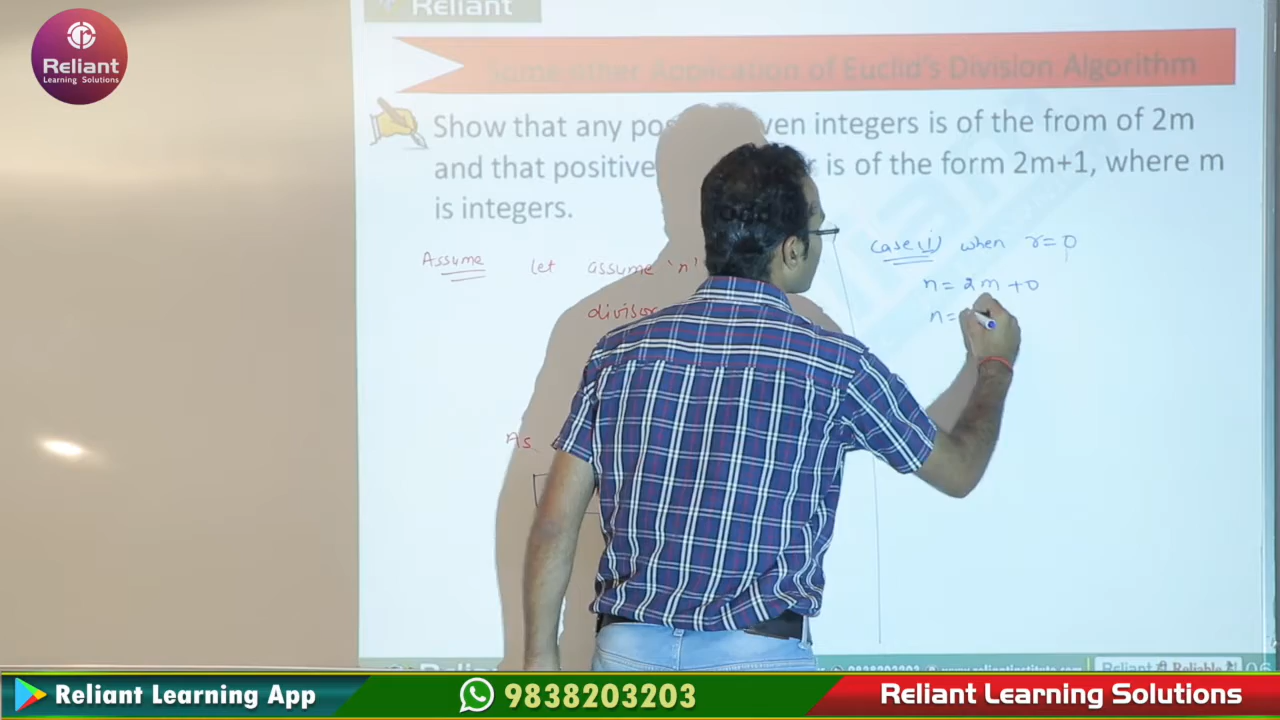 Reliant
Learning Solutions
Reliant
Some other Application of Euclid's Division Algorithm
Show that any even integers is of the from of 2m
and that positive odd is of the form 2m+1, where m
is integers.
Assume let assume 'n'
divisor
As
Case(i) when r=0
n = 2m +0
n=
Reliant Learning App
9838203203
Reliant Learning Solutions